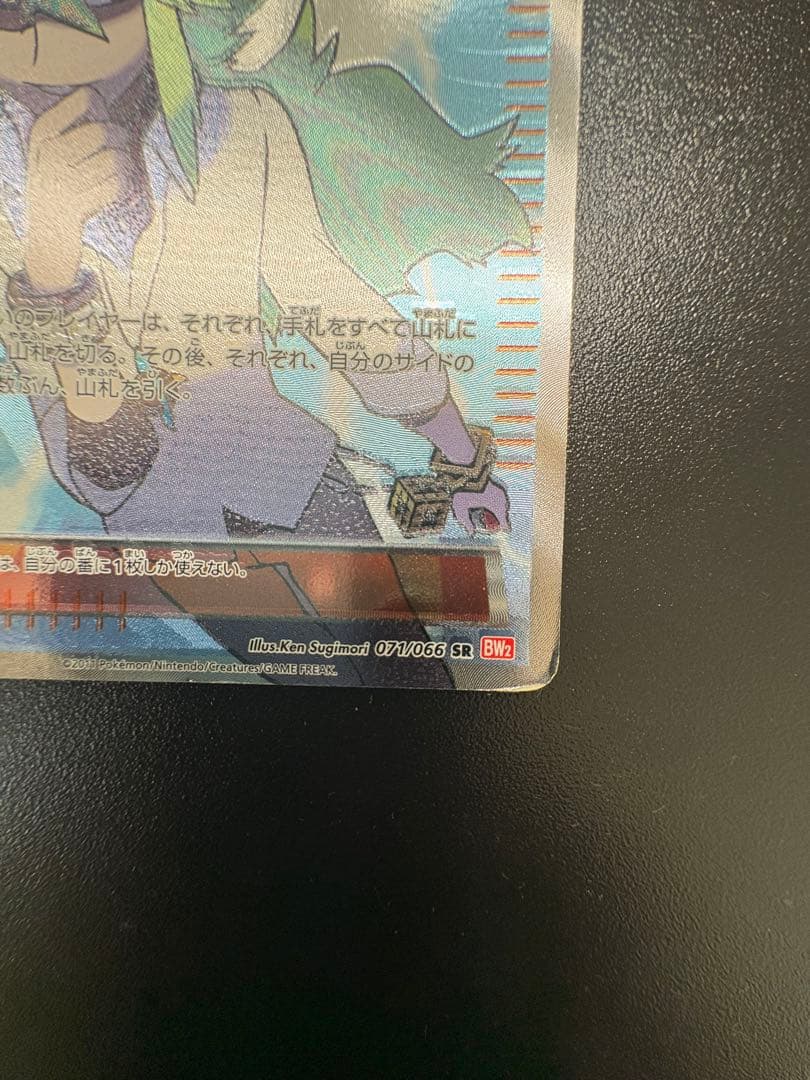 いのプレイヤーは、それぞれ、手札をすべて山札に
山札を切る。その後、それぞれ、自分のサイドの
数ぶん、山札を引く。
は、自分の番に1枚しか使えない。
Illus.Ken Sugimori 071/066 SR BW2
©2011 Pokémon/Nintendo/Creatures/GAME FREAK.